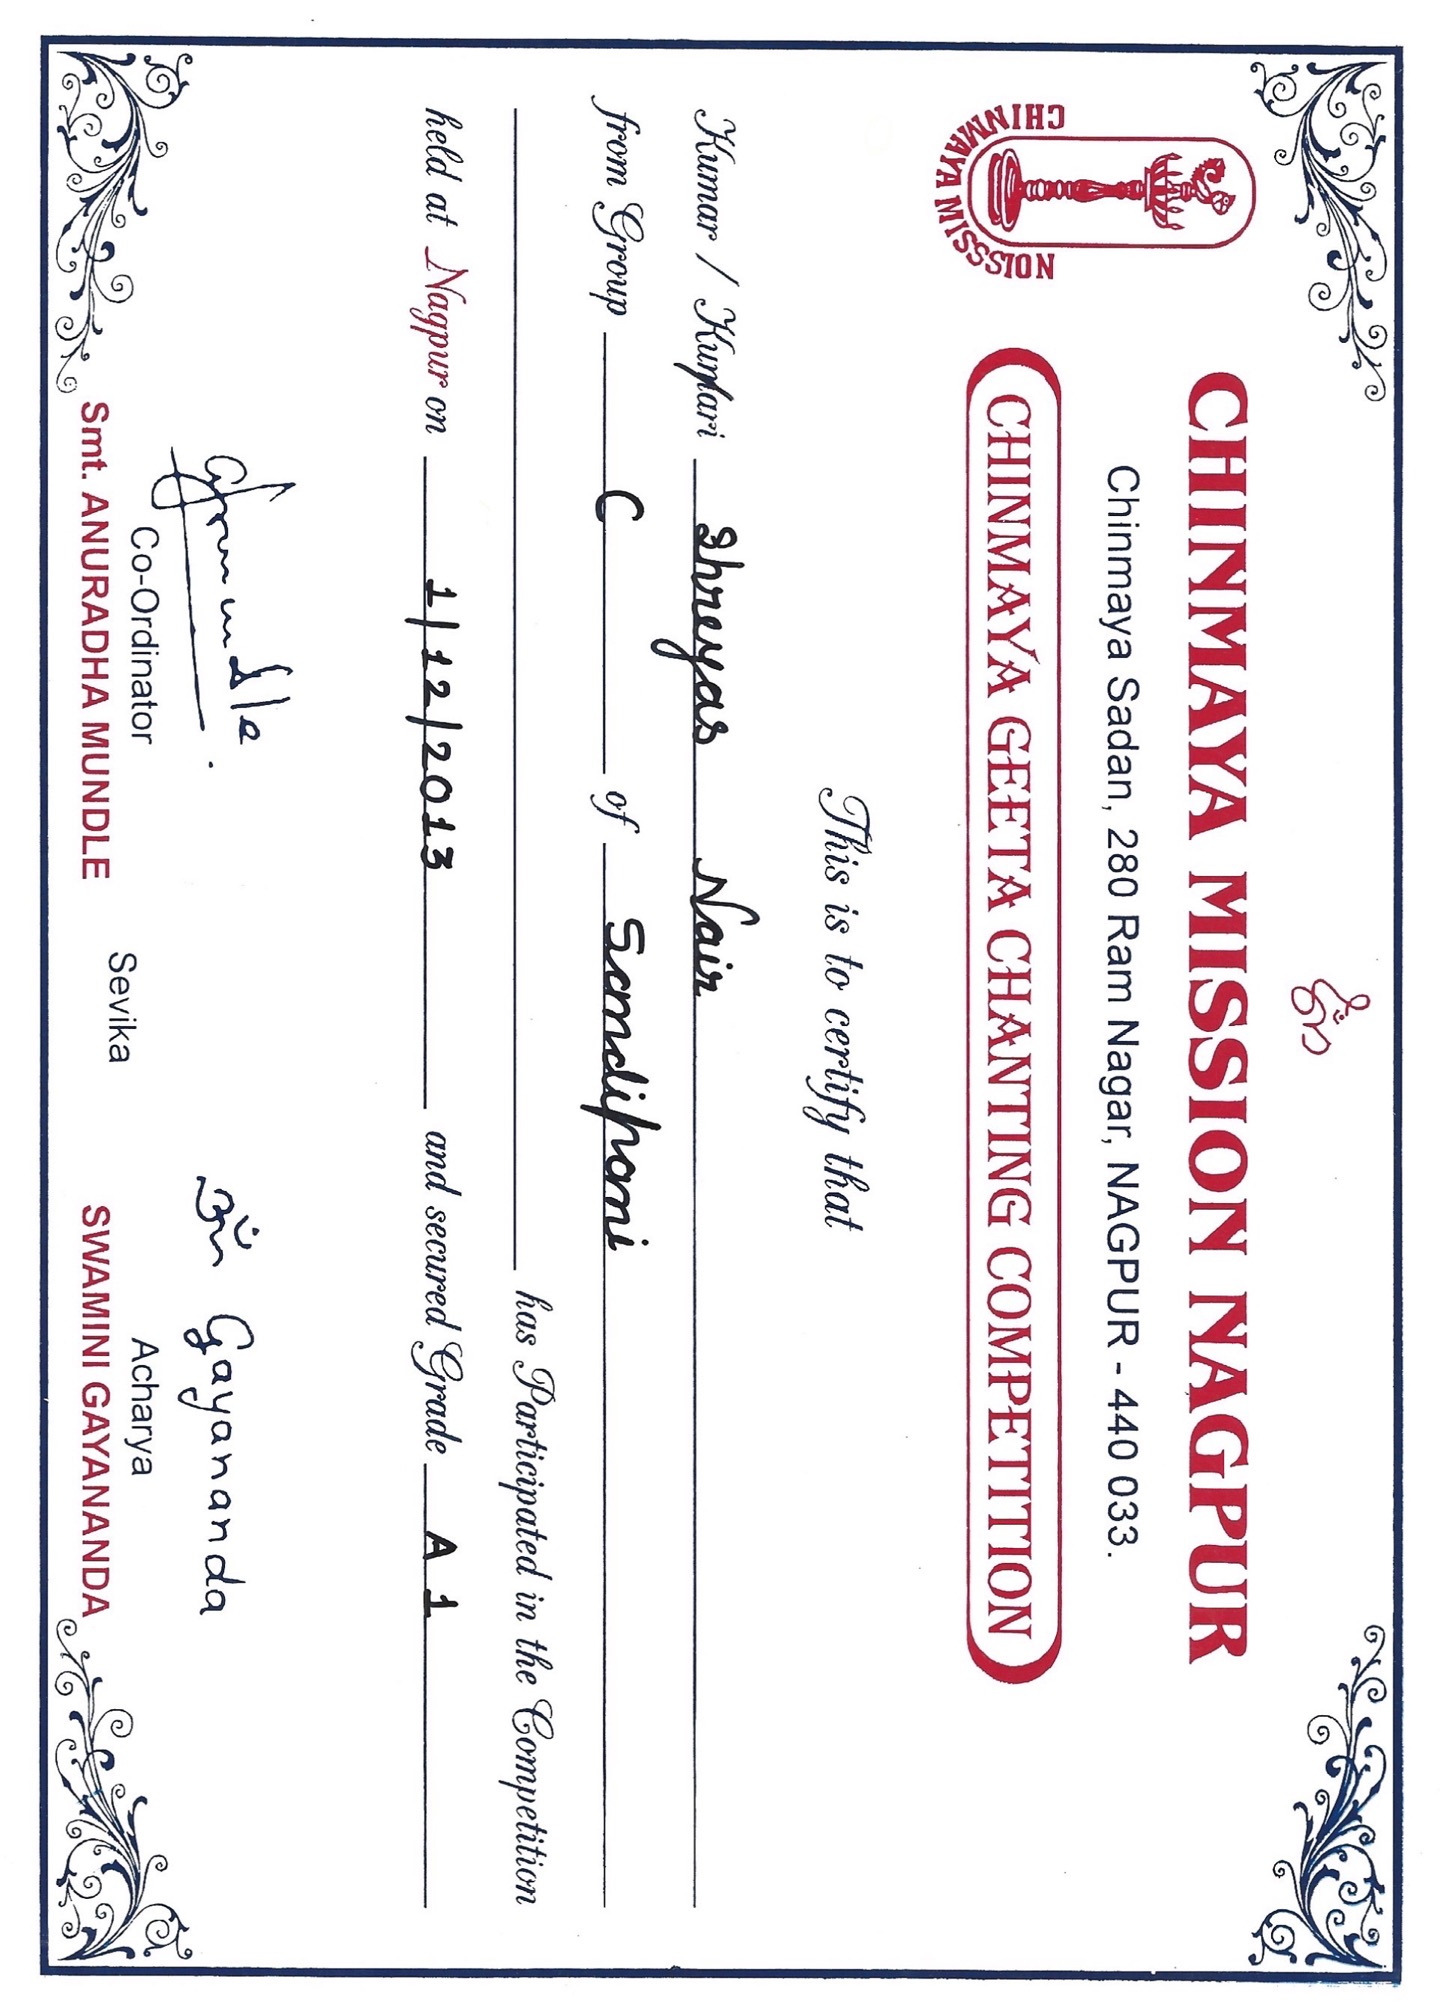 CHINMAYA MISSION NAGPUR
Chinmaya Sadan, 280 Ram Nagar, NAGPUR - 440 033.
CHINMAYA MISSSION
CHINMAYA GEETA CHANTING COMPETITION
This is to certify that
Kumar / Kumari Shreyas Nair
from Group C of Sandipani
has Participated in the Competition
held at Nagpur on 1/12/2013 and secured Grade A 1
ॐ Gayananda
Co-Ordinator Sevika Acharya
Smt. ANURADHA MUNDLE SWAMINI GAYANANDA